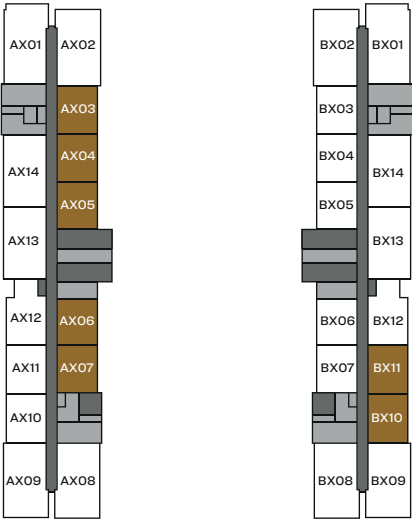 AX01 AX02 BX02 BX01
AX03 BX03
AX04 BX04
AX14 BX14
AX05 BX05
AX13 BX13
AX12 AX06 BX06 BX12
AX11 AX07 BX07 BX11
AX10 BX10
AX09 AX08 BX08 BX09